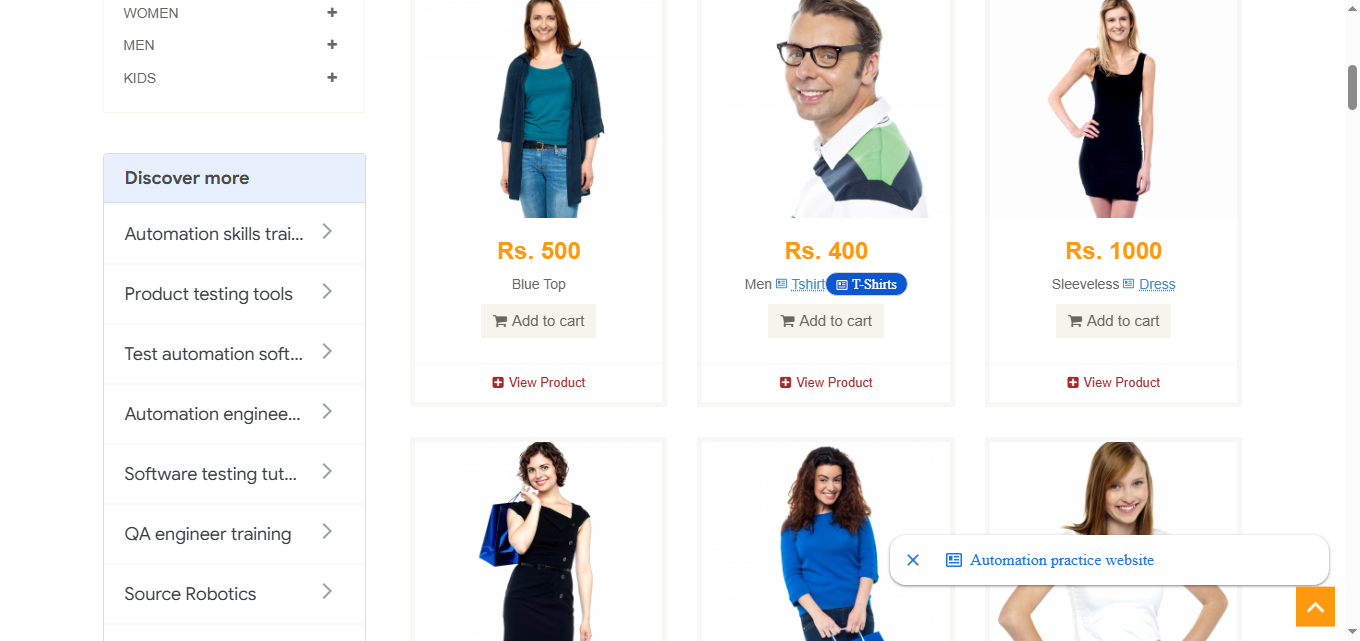 WOMEN
MEN
KIDS
Discover more
Automation skills trai...
Product testing tools
Test automation soft...
Automation enginee...
Software testing tut...
QA engineer training
Source Robotics
Rs. 500
Blue Top
Add to cart
View Product
Rs. 400
Men Tshirt T-Shirts
Add to cart
View Product
Rs. 1000
Sleeveless Dress
Add to cart
View Product
Automation practice website